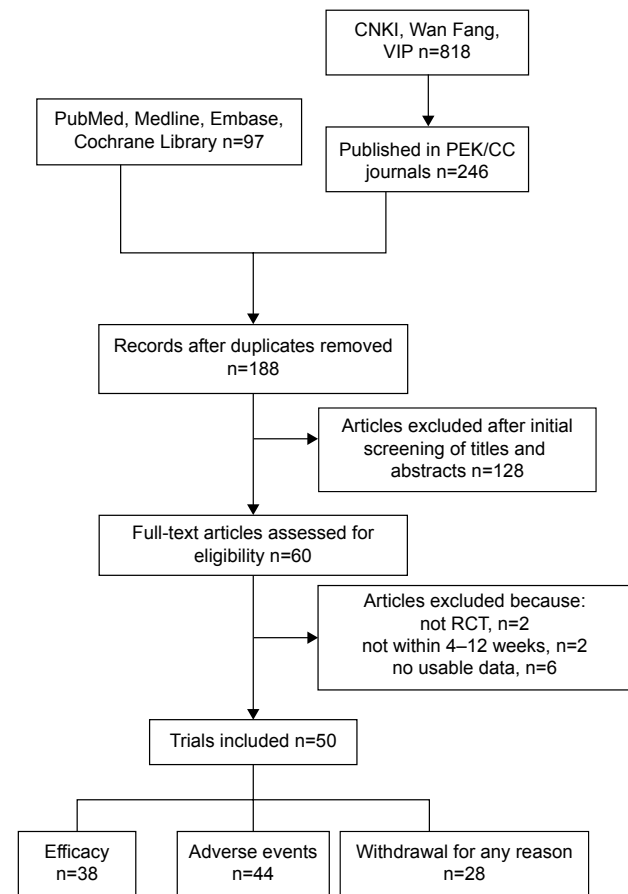 CNKI, Wan Fang,
VIP n=818
PubMed, Medline, Embase,
Cochrane Library n=97
Published in PEK/CC
journals n=246
Records after duplicates removed
n=188
Articles excluded after initial
screening of titles and
abstracts n=128
Full-text articles assessed for
eligibility n=60
Articles excluded because:
not RCT, n=2
not within 4–12 weeks, n=2
no usable data, n=6
Trials included n=50
Efficacy
n=38
Adverse events
n=44
Withdrawal for any reason
n=28